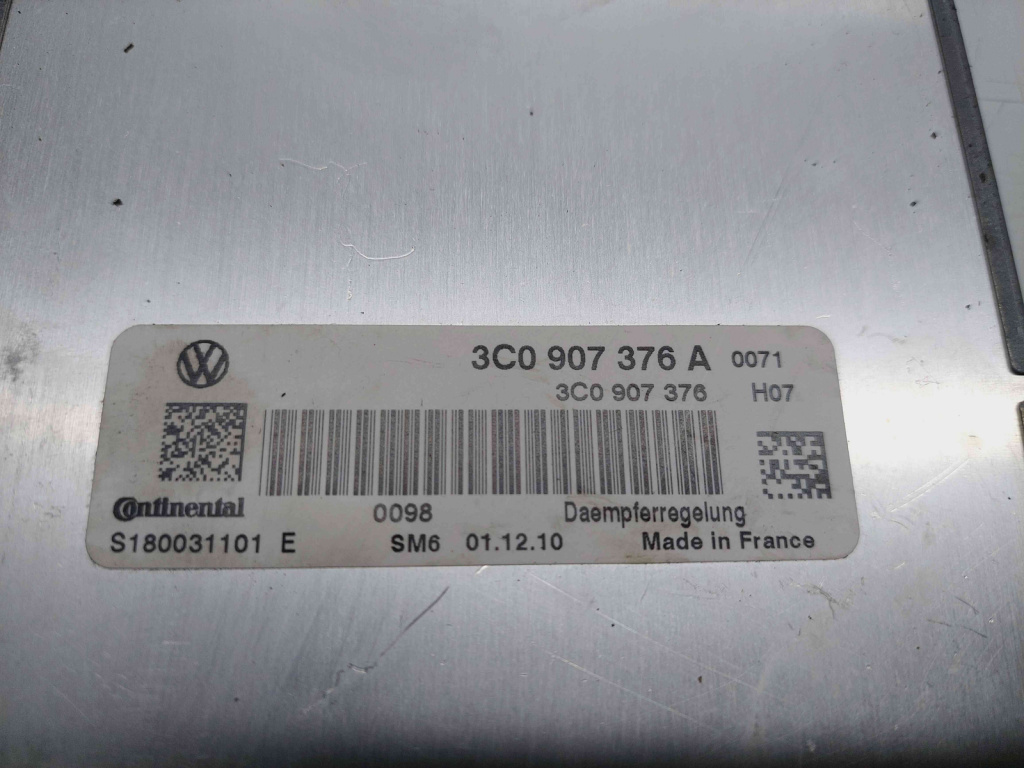 3C0 907 376 A 0071
3C0 907 376 H07
Continental 0098 Daempferregelung
S180031101 E SM6 01.12.10 Made in France